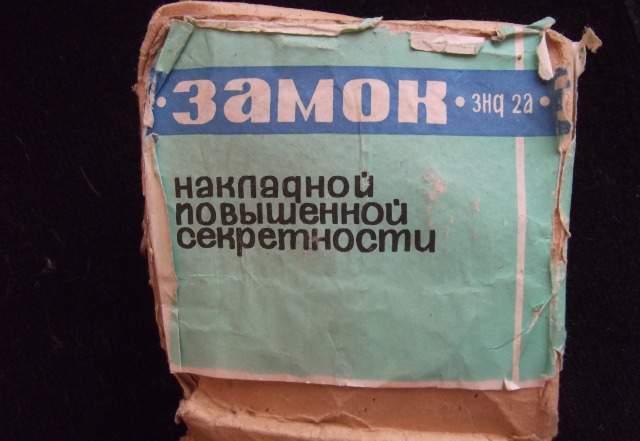 • замок • знд 2а •
накладной
повышенной
секретности